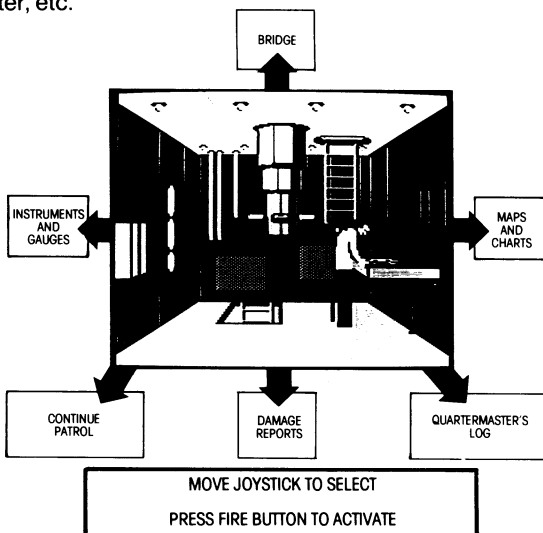 ter, etc.
BRIDGE
INSTRUMENTS
AND
GAUGES
MAPS
AND
CHARTS
CONTINUE
PATROL
DAMAGE
REPORTS
QUARTERMASTER'S
LOG
MOVE JOYSTICK TO SELECT
PRESS FIRE BUTTON TO ACTIVATE